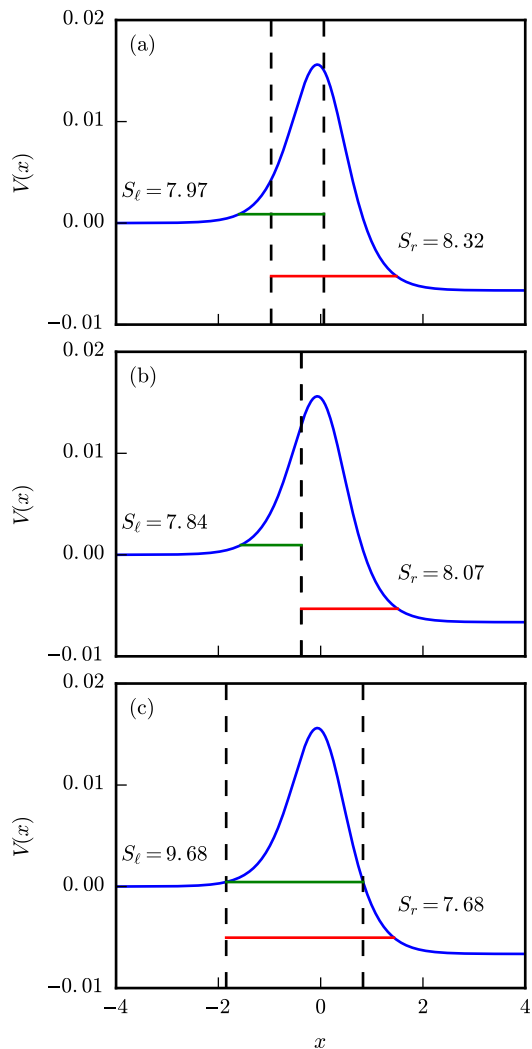 0.02
(a)
0.01
V(x)
S_ℓ = 7.97
0.00
S_r = 8.32
−0.01
0.02
(b)
0.01
V(x)
S_ℓ = 7.84
0.00
S_r = 8.07
−0.01
0.02
(c)
0.01
V(x)
S_ℓ = 9.68
0.00
S_r = 7.68
−0.01
−4 −2 0 2 4
x